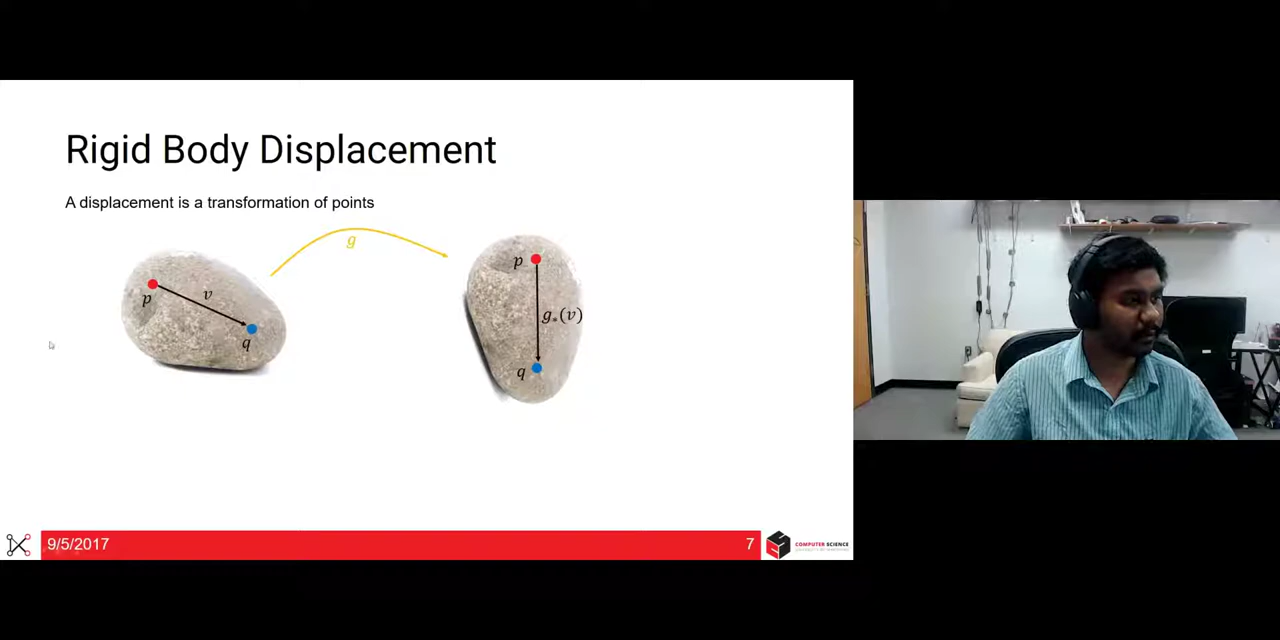 Rigid Body Displacement
A displacement is a transformation of points
g
p
v
q
p
g*(v)
q
9/5/2017
7
COMPUTER SCIENCE